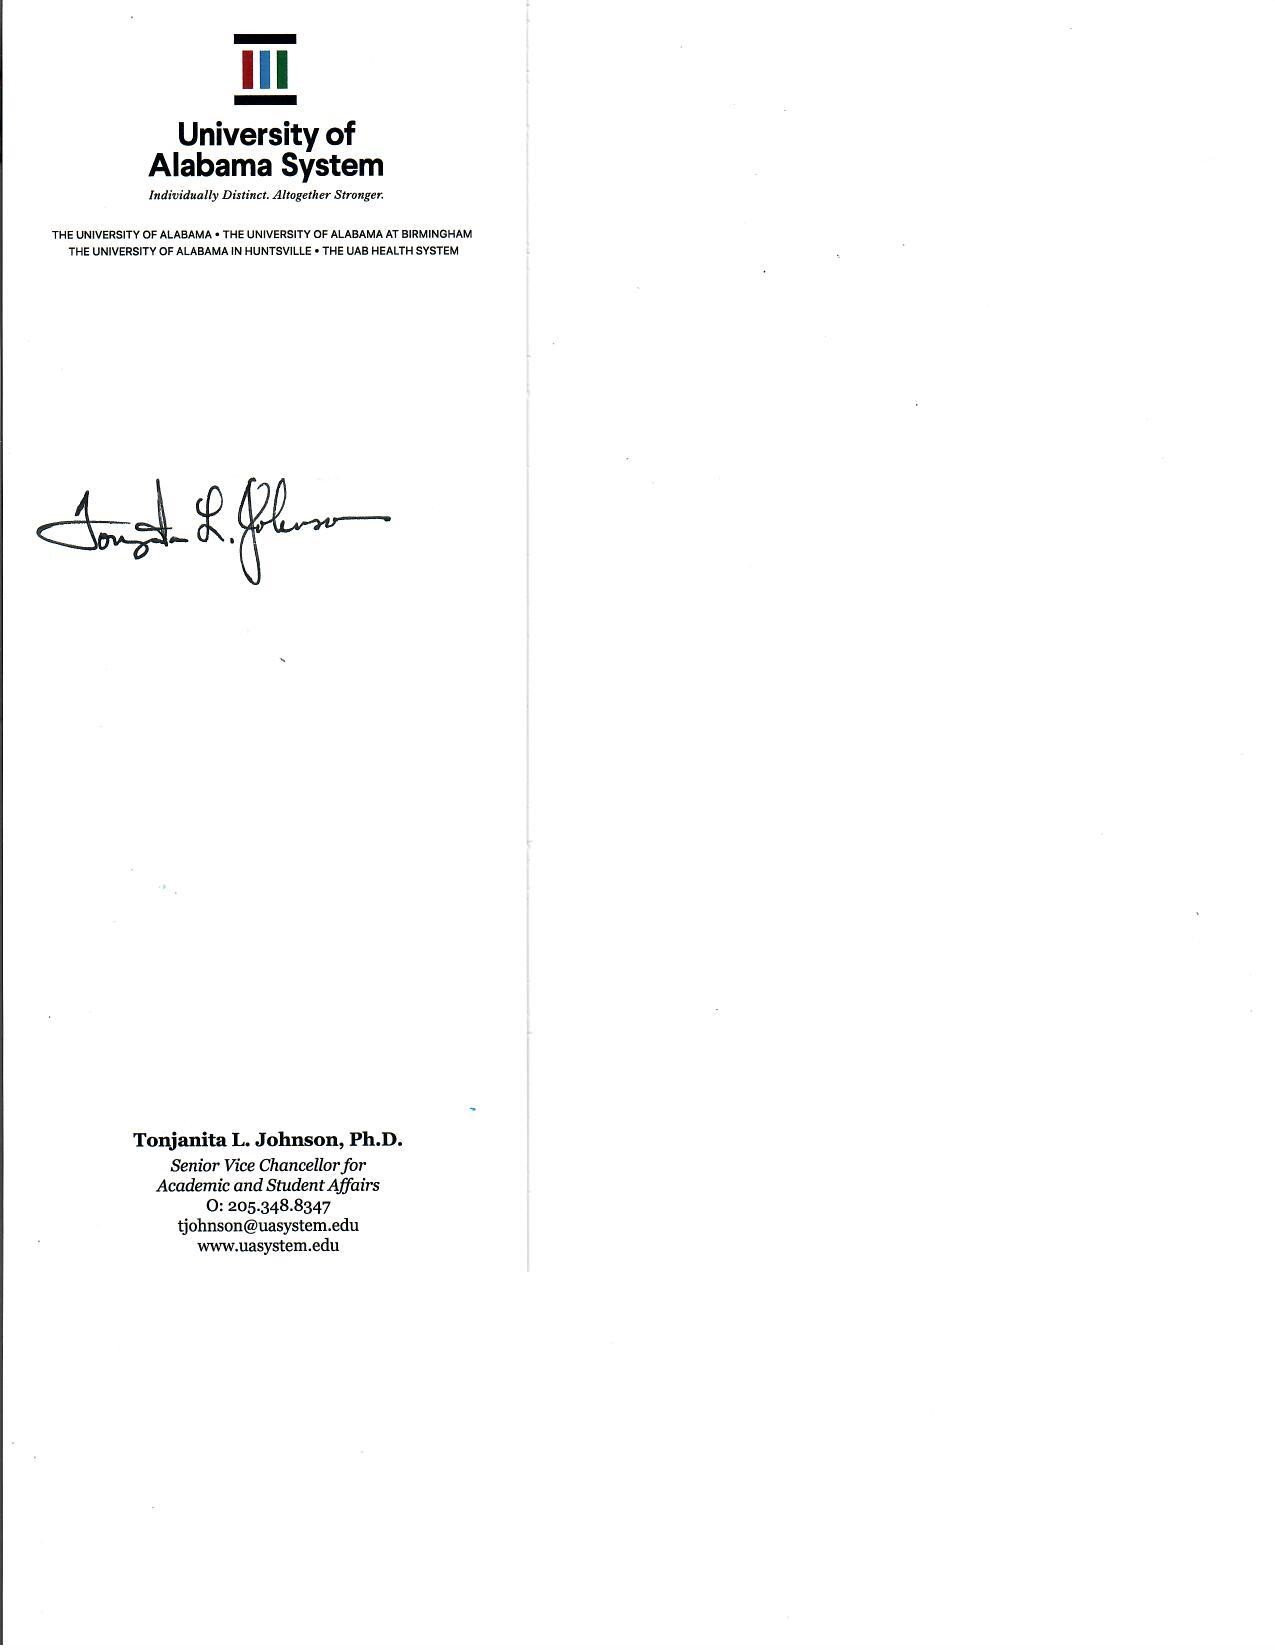 University of
Alabama System
Individually Distinct. Altogether Stronger.
THE UNIVERSITY OF ALABAMA • THE UNIVERSITY OF ALABAMA AT BIRMINGHAM
THE UNIVERSITY OF ALABAMA IN HUNTSVILLE • THE UAB HEALTH SYSTEM
Tonjanita L. Johnson
Tonjanita L. Johnson, Ph.D.
Senior Vice Chancellor for
Academic and Student Affairs
O: 205.348.8347
tjohnson@uasystem.edu
www.uasystem.edu